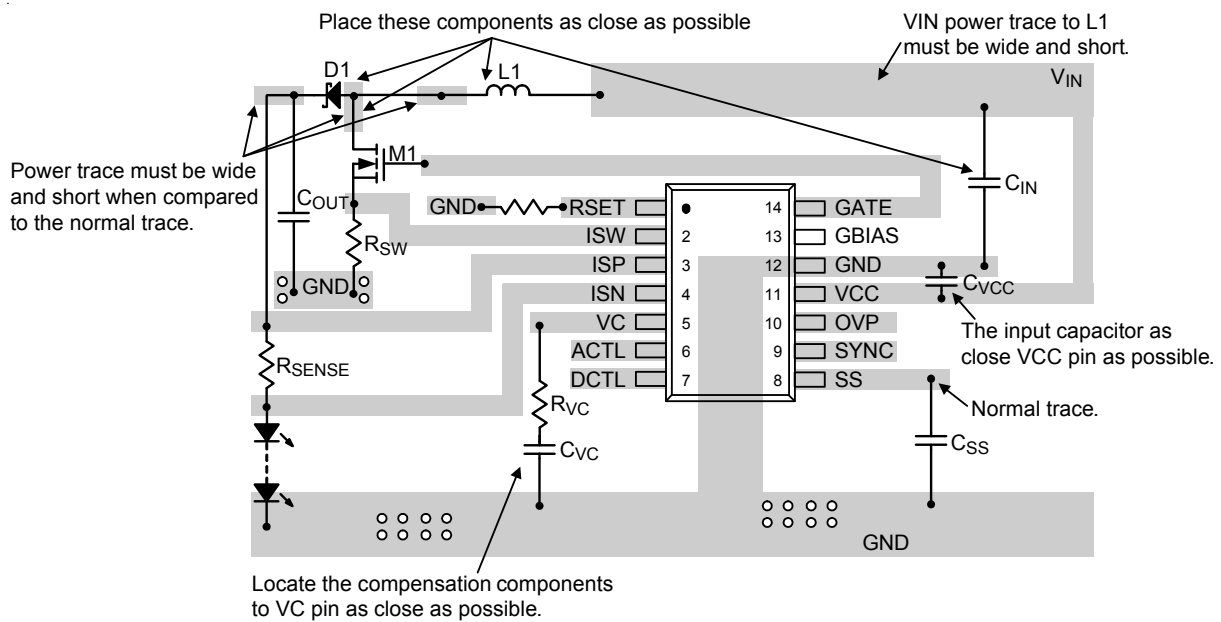 Place these components as close as possible
VIN power trace to L1
must be wide and short.
D1
L1
VIN
Power trace must be wide
and short when compared
to the normal trace.
M1
COUT
CIN
GND
RSET
14
GATE
RSW
ISW
2
13
GBIAS
ISP
3
12
GND
CVCC
GND
ISN
4
11
VCC
VC
5
10
OVP
The input capacitor as
close VCC pin as possible.
RSENSE
ACTL
6
9
SYNC
DCTL
7
8
SS
RVC
Normal trace.
CVC
CSS
GND
Locate the compensation components
to VC pin as close as possible.